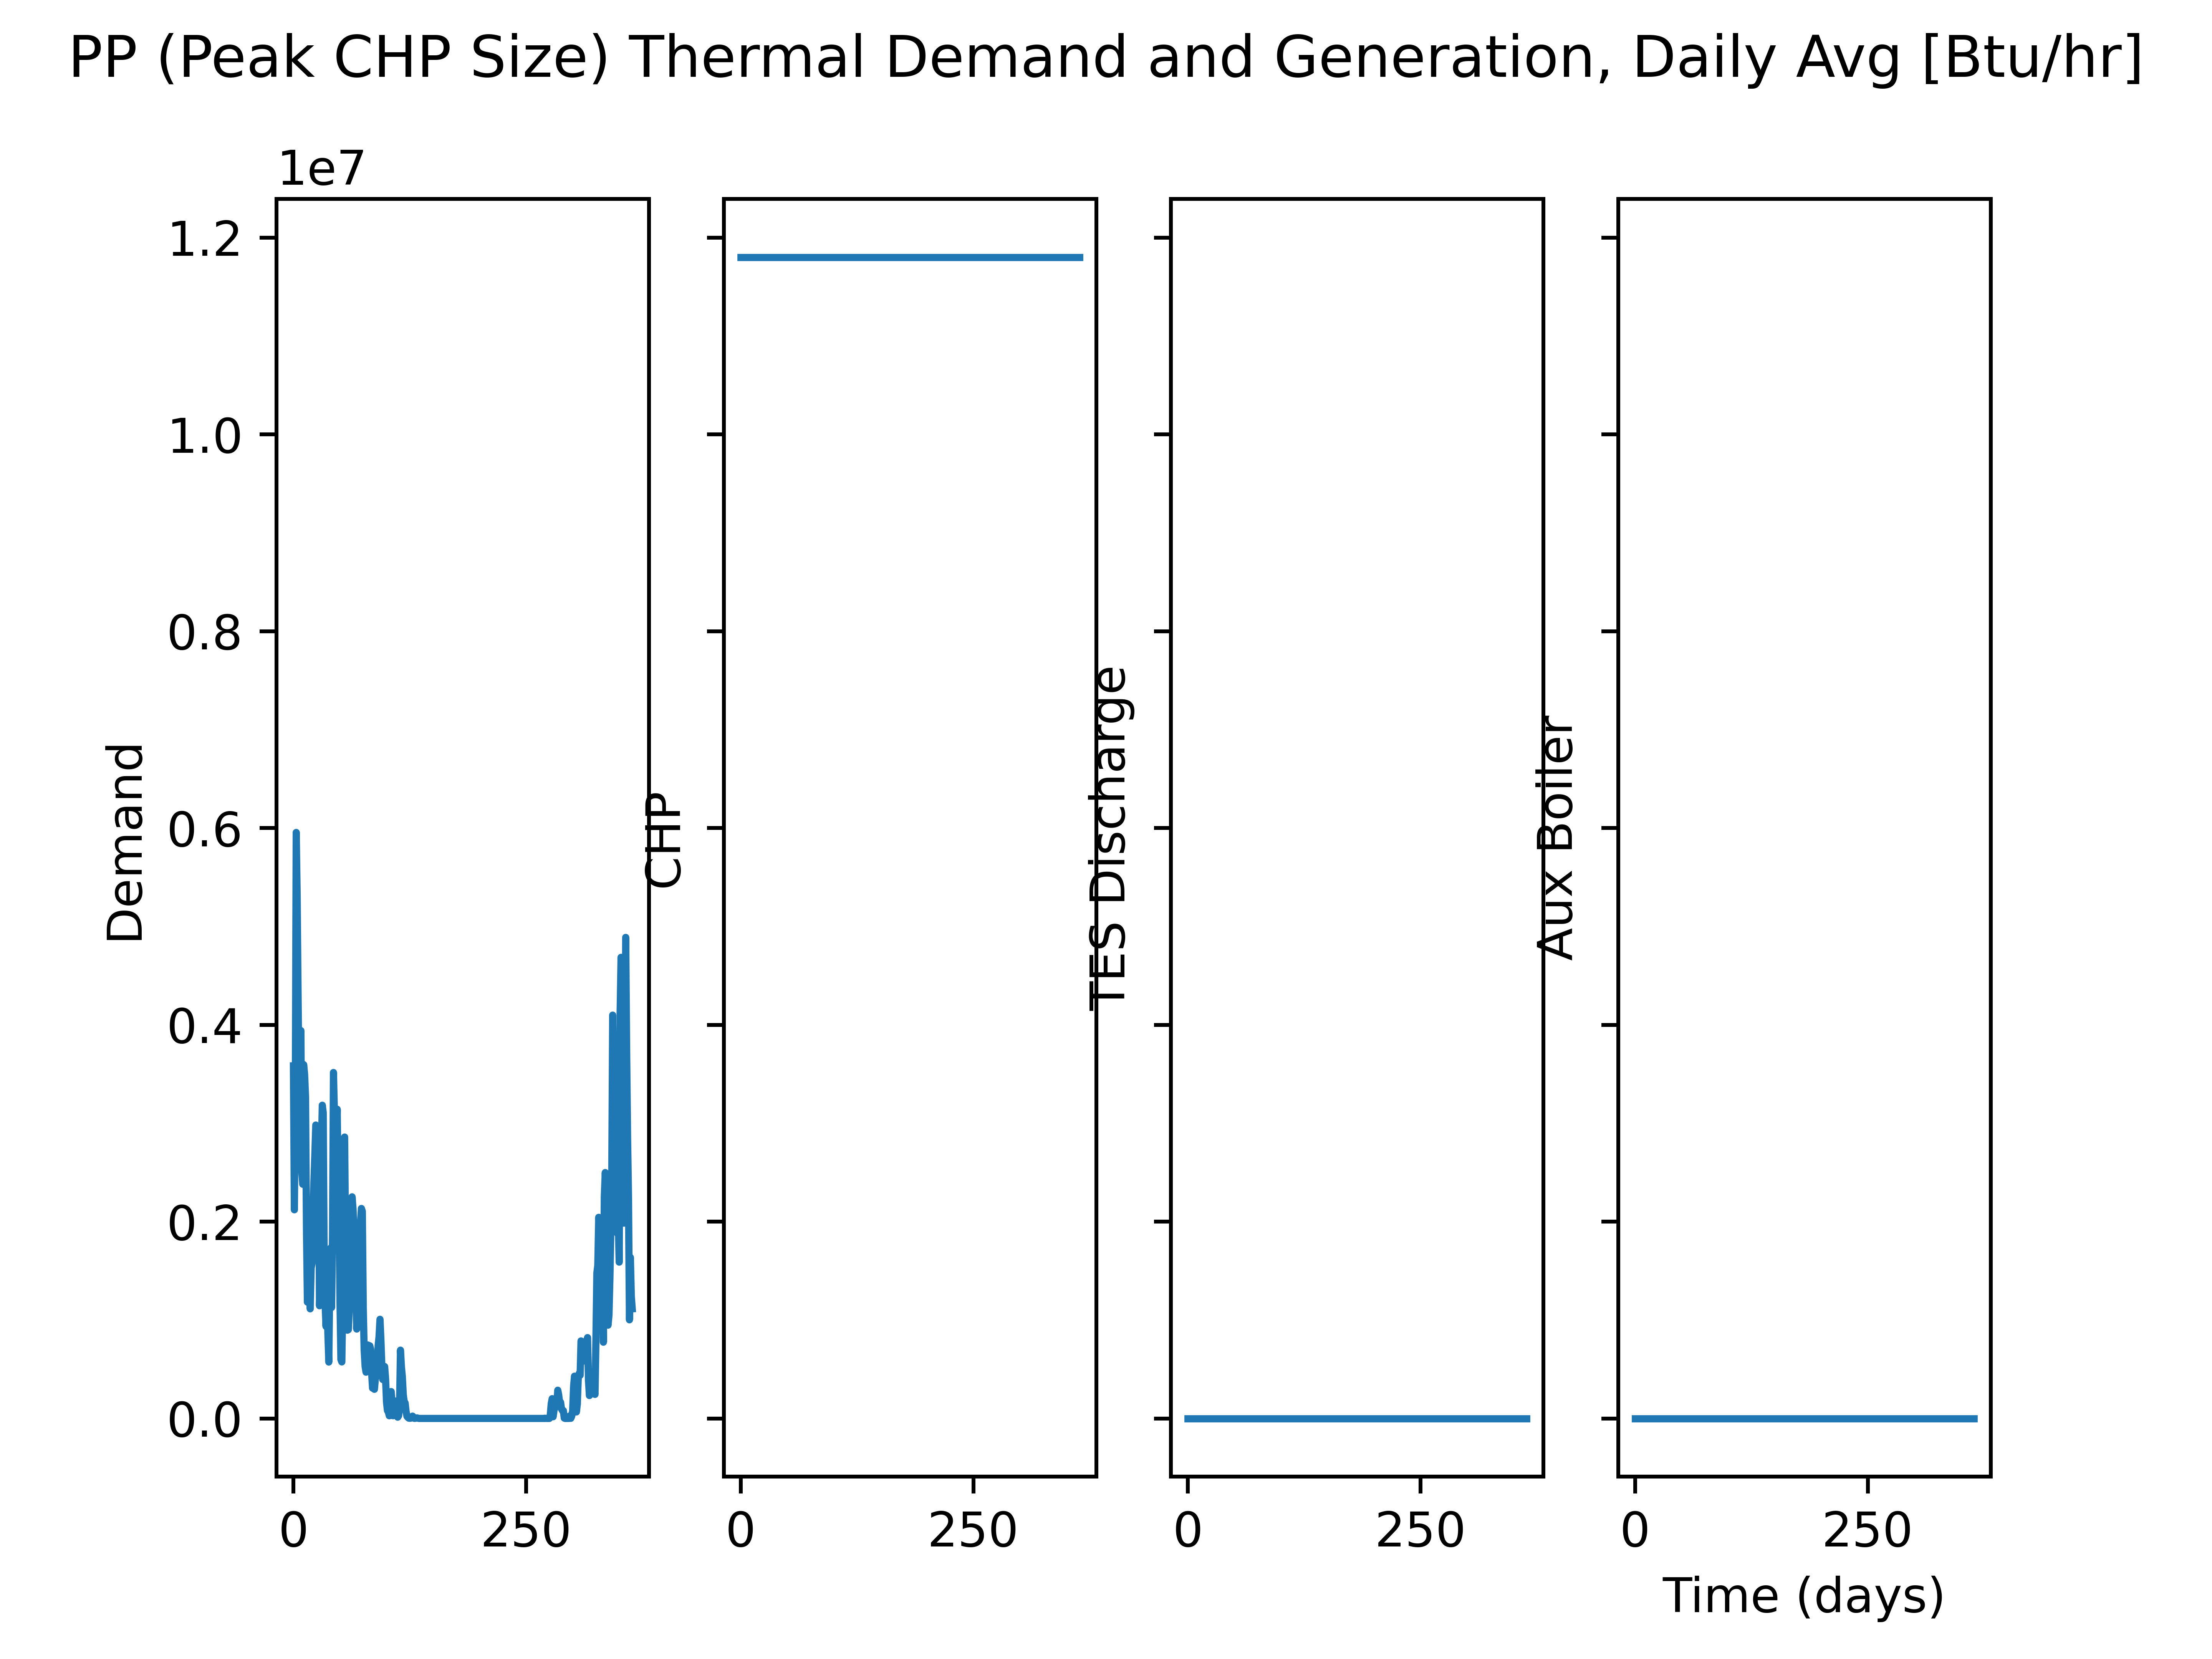 PP (Peak CHP Size) Thermal Demand and Generation, Daily Avg [Btu/hr]
1e7
1.2
1.0
0.8
0.6
0.4
0.2
0.0
Demand
CHP
TES Discharge
Aux Boiler
0 250 0 250 0 250 0 250
Time (days)